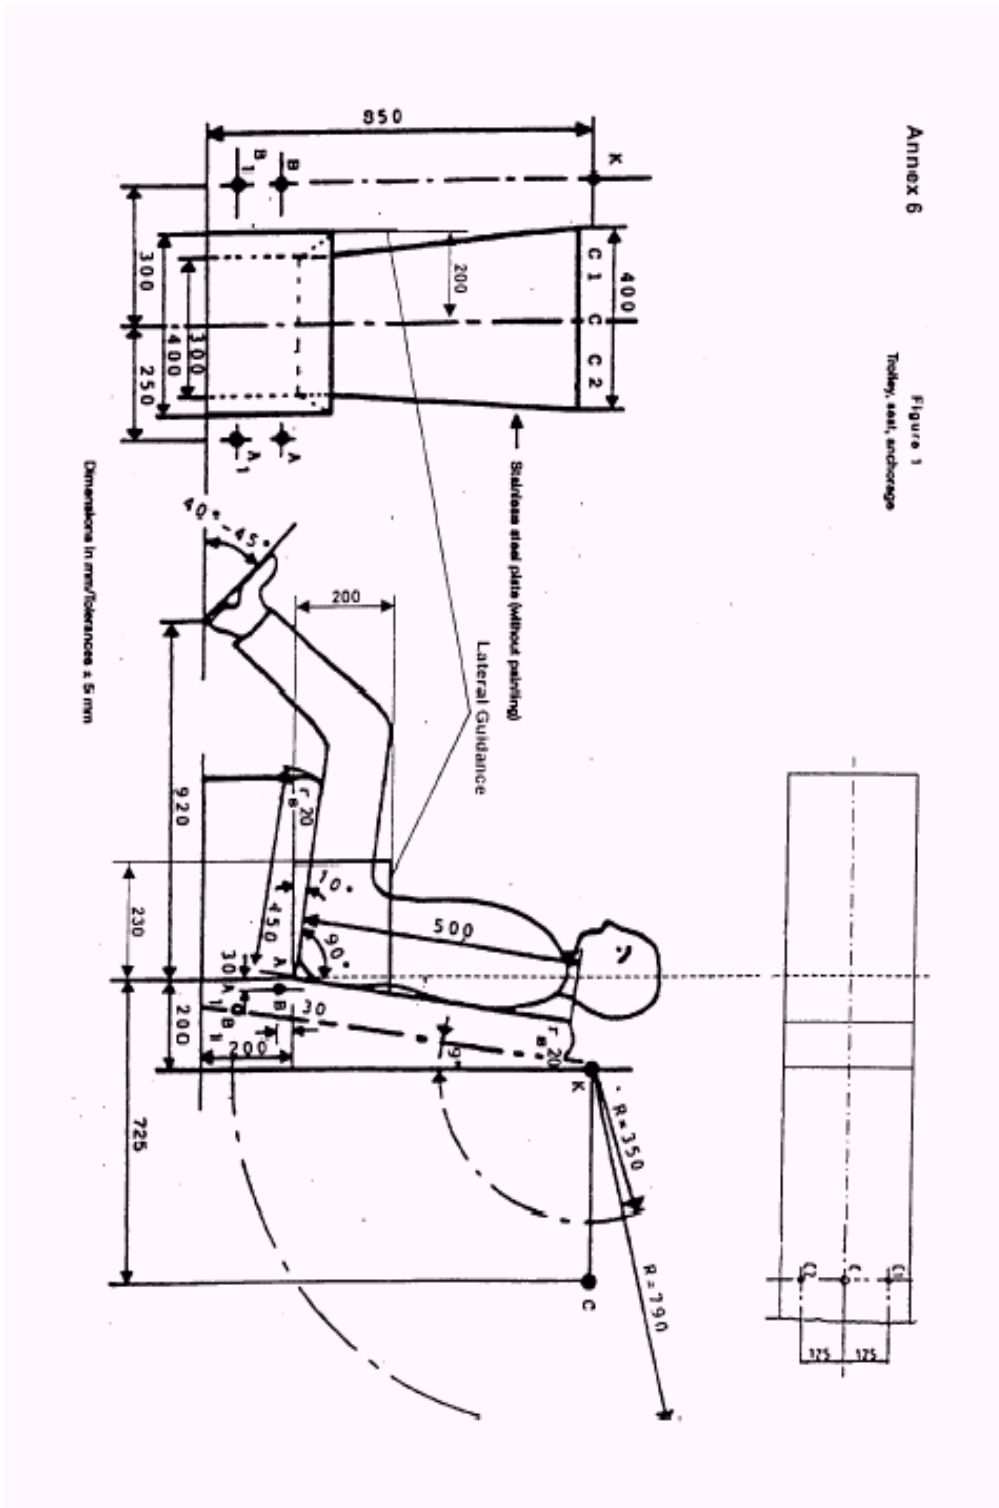 Annex 6
Figure 1
Trolley, seat, anchorage
850
K
B
B1
300
400
300
250
200
400
C1
C
C2
A
A1
Stainless steel plate (without painting)
Lateral Guidance
Dimensions in mm/Tolerances ± 5 mm
40°-45°
200
920
230
r 20
10°
450
90°
500
30
A
A1
B
B1
30
200
200
9°
r 20
K
R=350
R=790
725
C
C2
C
C1
125
125